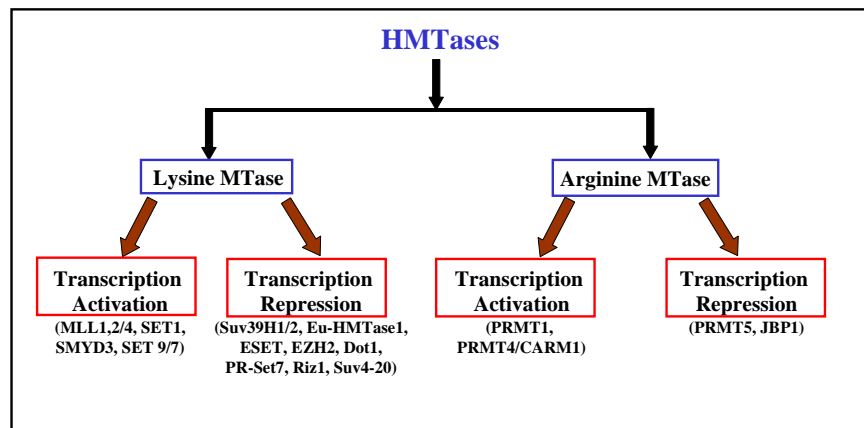 HMTases
Lysine MTase
Arginine MTase
Transcription
Activation
(MLL1,2/4, SET1,
SMYD3, SET 9/7)
Transcription
Repression
(Suv39H1/2, Eu-HMTase1,
ESET, EZH2, Dot1,
PR-Set7, Riz1, Suv4-20)
Transcription
Activation
(PRMT1,
PRMT4/CARM1)
Transcription
Repression
(PRMT5, JBP1)